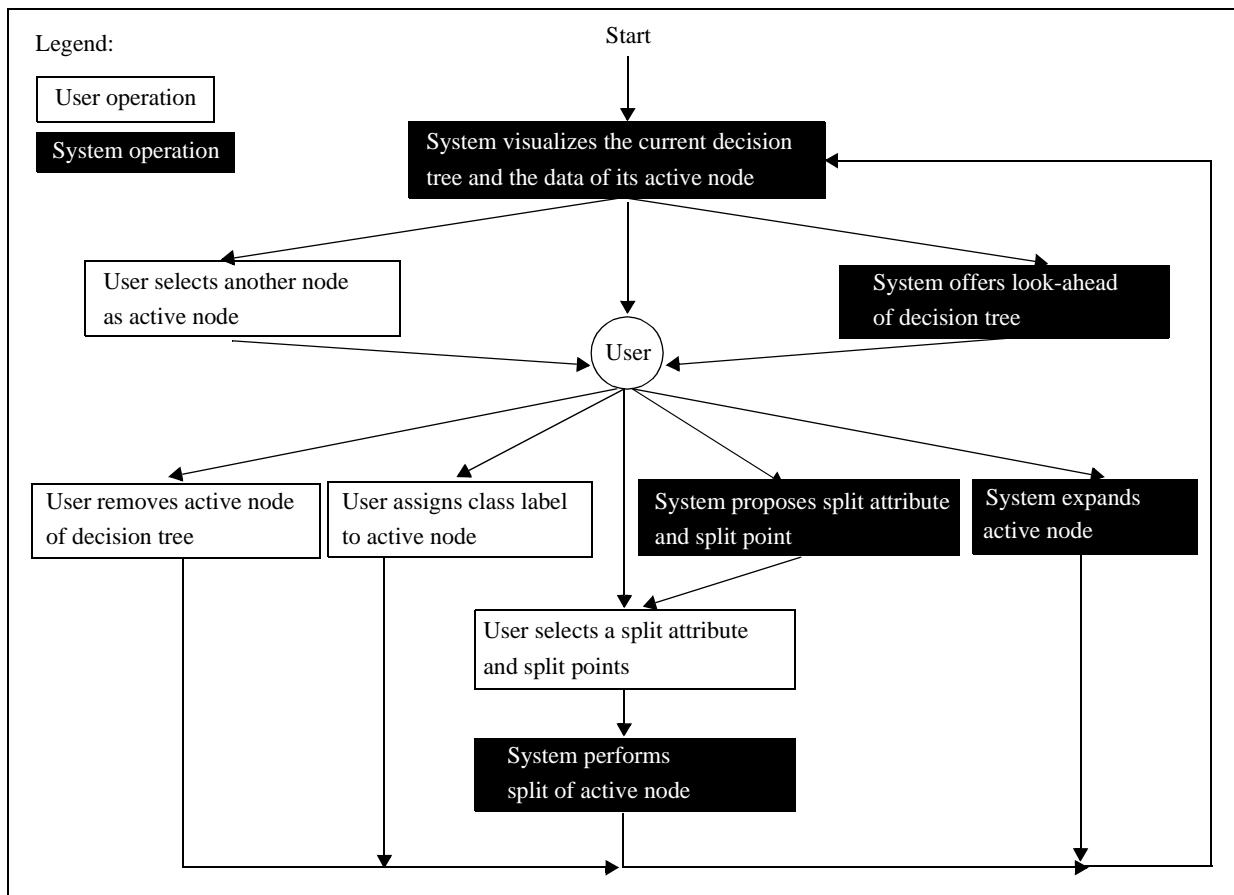 Legend:
User operation
System operation
Start
System visualizes the current decision
tree and the data of its active node
User selects another node
as active node
System offers look-ahead
of decision tree
User
User removes active node
of decision tree
User assigns class label
to active node
System proposes split attribute
and split point
System expands
active node
User selects a split attribute
and split points
System performs
split of active node